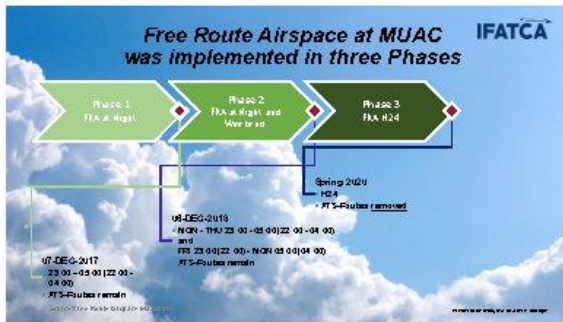 Free Route Airspace at MUAC
was implemented in three Phases
IFATCA
Phase 1
FRA at Night
Phase 2
FRA at Night and
Weekend
Phase 3
FRA H24
Spring 2020
H24
ATS-Routes removed
06-DEC-2018
MON - THU 23:00 - 05:00 (22:00 - 04:00)
and
FRI 23:00 (22:00) - MON 05:00 (04:00)
ATS-Routes remain
07-DEC-2017
23:00 - 05:00 (22:00 -
04:00)
ATS-Routes remain